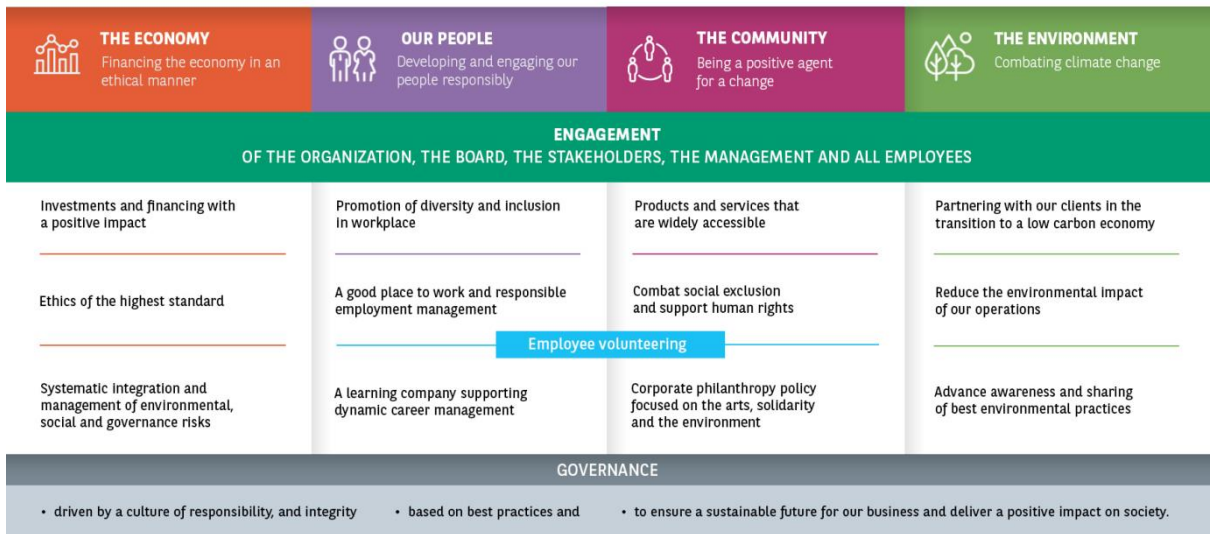 THE ECONOMY
Financing the economy in an
ethical manner
OUR PEOPLE
Developing and engaging our
people responsibly
THE COMMUNITY
Being a positive agent
for a change
THE ENVIRONMENT
Combating climate change
ENGAGEMENT
OF THE ORGANIZATION, THE BOARD, THE STAKEHOLDERS, THE MANAGEMENT AND ALL EMPLOYEES
Investments and financing with
a positive impact
Promotion of diversity and inclusion
in workplace
Products and services that
are widely accessible
Partnering with our clients in the
transition to a low carbon economy
Ethics of the highest standard
A good place to work and responsible
employment management
Combat social exclusion
and support human rights
Reduce the environmental impact
of our operations
Employee volunteering
Systematic integration and
management of environmental,
social and governance risks
A learning company supporting
dynamic career management
Corporate philanthropy policy
focused on the arts, solidarity
and the environment
Advance awareness and sharing
of best environmental practices
GOVERNANCE
• driven by a culture of responsibility, and integrity
• based on best practices and
• to ensure a sustainable future for our business and deliver a positive impact on society.